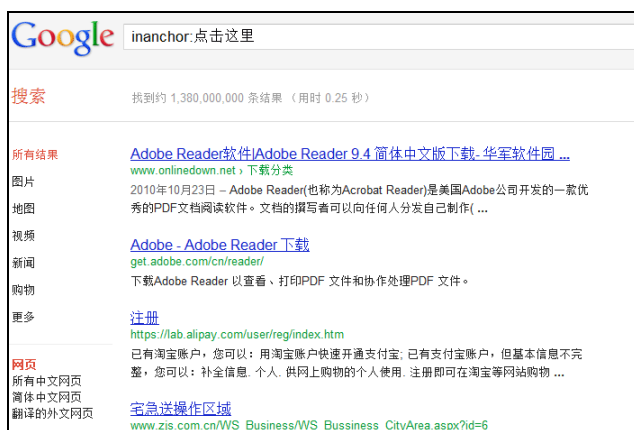 Google
inanchor:点击这里
搜索
找到约 1,380,000,000 条结果 （用时 0.25 秒）
所有结果
图片
地图
视频
新闻
购物
更多
网页
所有中文网页
简体中文网页
翻译的外文网页
Adobe Reader软件|Adobe Reader 9.4 简体中文版下载- 华军软件园 ...
www.onlinedown.net › 下载分类
2010年10月23日 – Adobe Reader(也称为Acrobat Reader)是美国Adobe公司开发的一款优
秀的PDF文档阅读软件。文档的撰写者可以向任何人分发自己制作( ...
Adobe - Adobe Reader 下载
get.adobe.com/cn/reader/
下载Adobe Reader 以查看、打印PDF 文件和协作处理PDF 文件。
注册
https://lab.alipay.com/user/reg/index.htm
已有淘宝账户，您可以：用淘宝账户快速开通支付宝; 已有支付宝账户，但基本信息不完
整，您可以：补全信息. 个人. 供网上购物的个人使用. 注册即可在淘宝等网站购物 ...
宅急送操作区域
www.zjs.com.cn/WS_Business/WS_Bussiness_CityArea.aspx?id=6